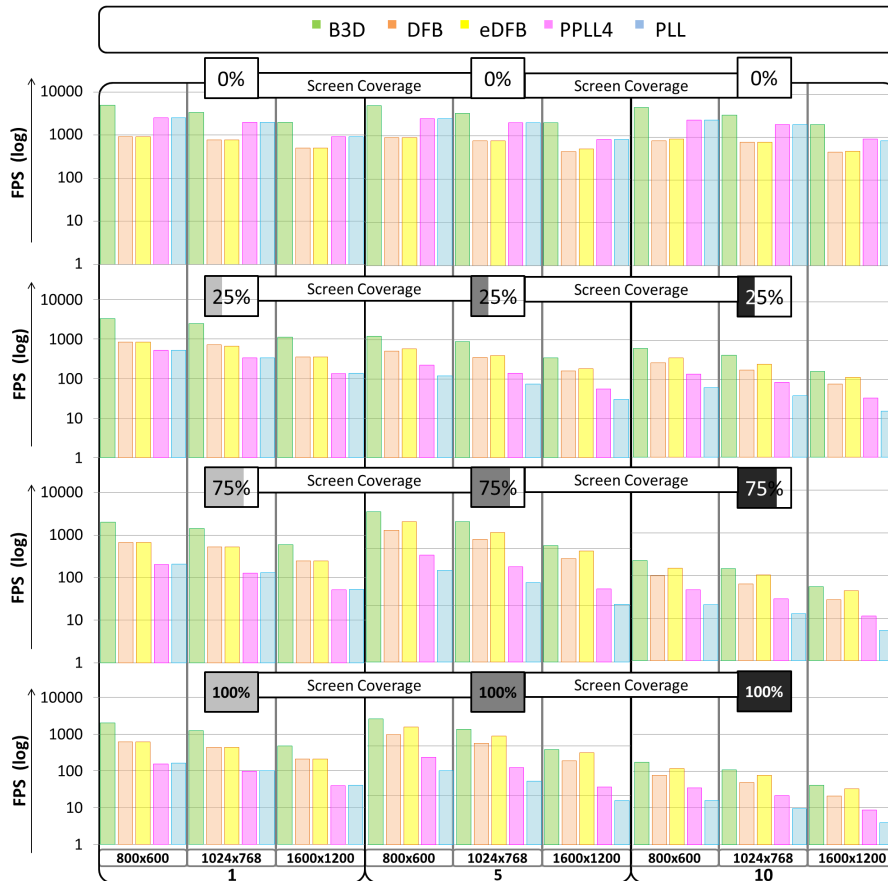 B3D DFB eDFB PPLL4 PLL
0% Screen Coverage 0% Screen Coverage 0%
FPS (log)
10000
1000
100
10
1
25% Screen Coverage 25% Screen Coverage 25%
FPS (log)
10000
1000
100
10
1
75% Screen Coverage 75% Screen Coverage 75%
FPS (log)
10000
1000
100
10
1
100% Screen Coverage 100% Screen Coverage 100%
FPS (log)
10000
1000
100
10
1
800x600 1024x768 1600x1200 800x600 1024x768 1600x1200 800x600 1024x768 1600x1200
1 5 10